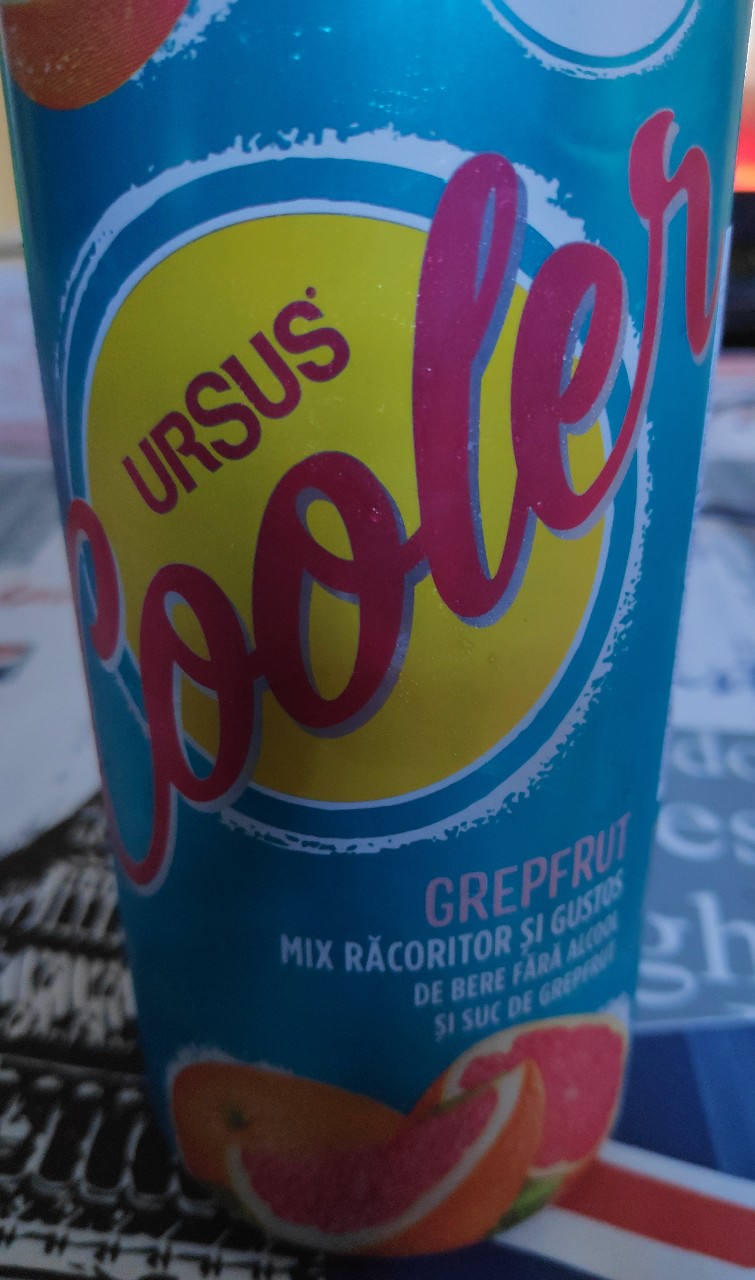 URSUS
Cooler
GREPFRUT
MIX RĂCORITOR ȘI GUSTOS
DE BERE FĂRĂ ALCOOL
ȘI SUC DE GREPFRUT